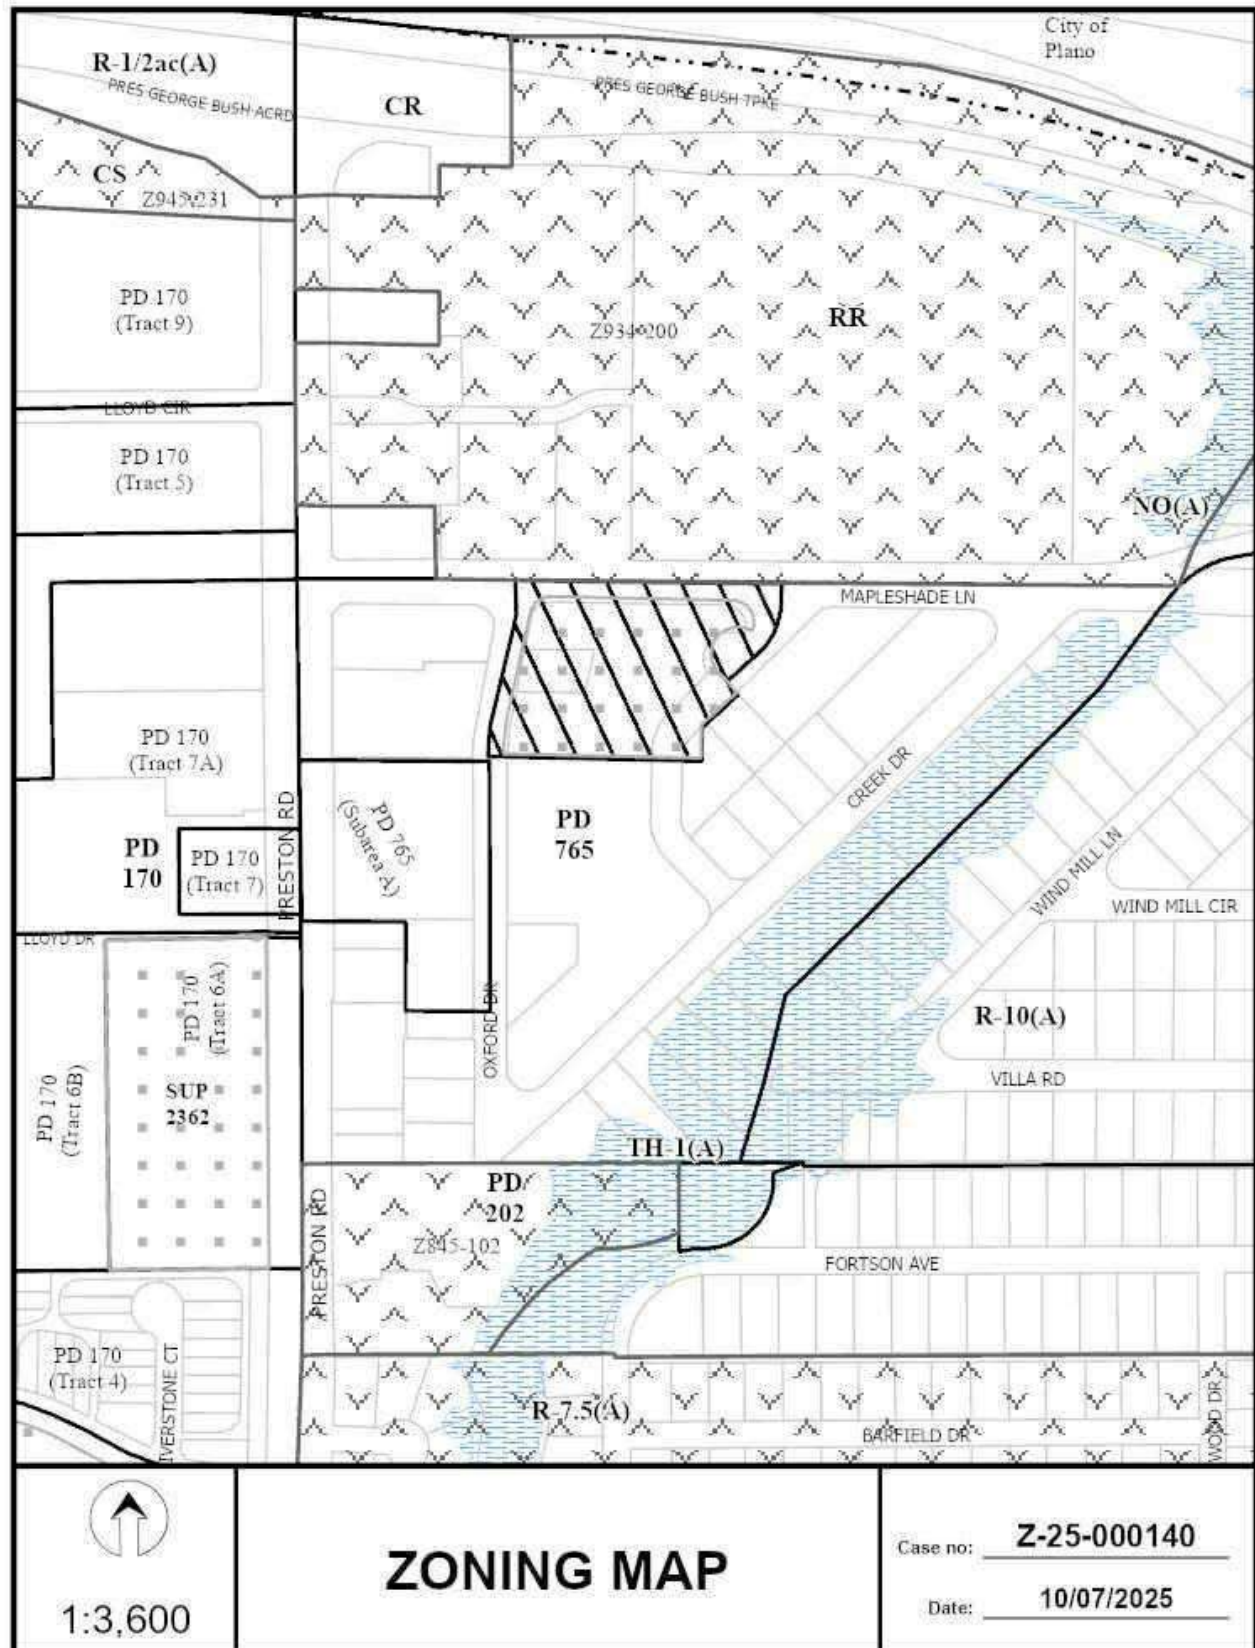 City of
Plano
R-1/2ac(A)
PRES GEORGE BUSH ACRD
CR
PRES GEORGE BUSH TPKE
CS
Z945-231
PD 170
(Tract 9)
Z934-200
RR
LLOYD CIR
PD 170
(Tract 5)
NO(A)
MAPLESHADE LN
PD 170
(Tract 7A)
CREEK DR
PRESTON RD
PD 765
(Subarea A)
PD
765
PD
170
PD 170
(Tract 7)
WIND MILL LN
WIND MILL CIR
LLOYD DR
PD 170
(Tract 6A)
OXFORD DR
R-10(A)
VILLA RD
PD 170
(Tract 6B)
SUP
2362
TH-1(A)
PD
202
PRESTON RD
Z845-102
FORTSON AVE
PD 170
(Tract 4)
IVERSTONE CT
R-7.5(A)
BARFIELD DR
WOOD DR
1:3,600
ZONING MAP
Case no: Z-25-000140
Date: 10/07/2025